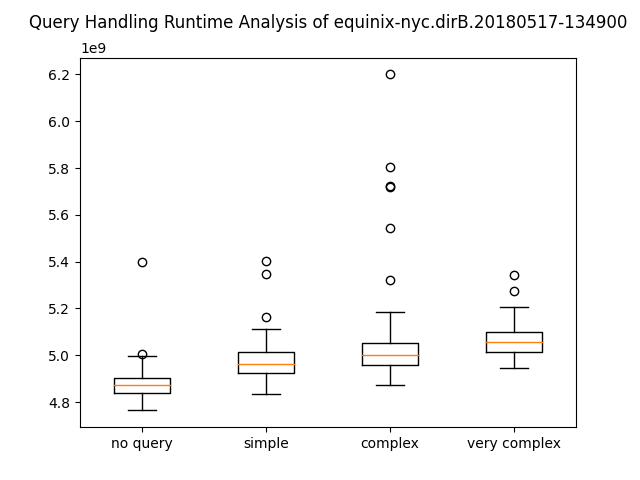 Query Handling Runtime Analysis of equinix-nyc.dirB.20180517-134900
1e9
6.2
6.0
5.8
5.6
5.4
5.2
5.0
4.8
no query simple complex very complex